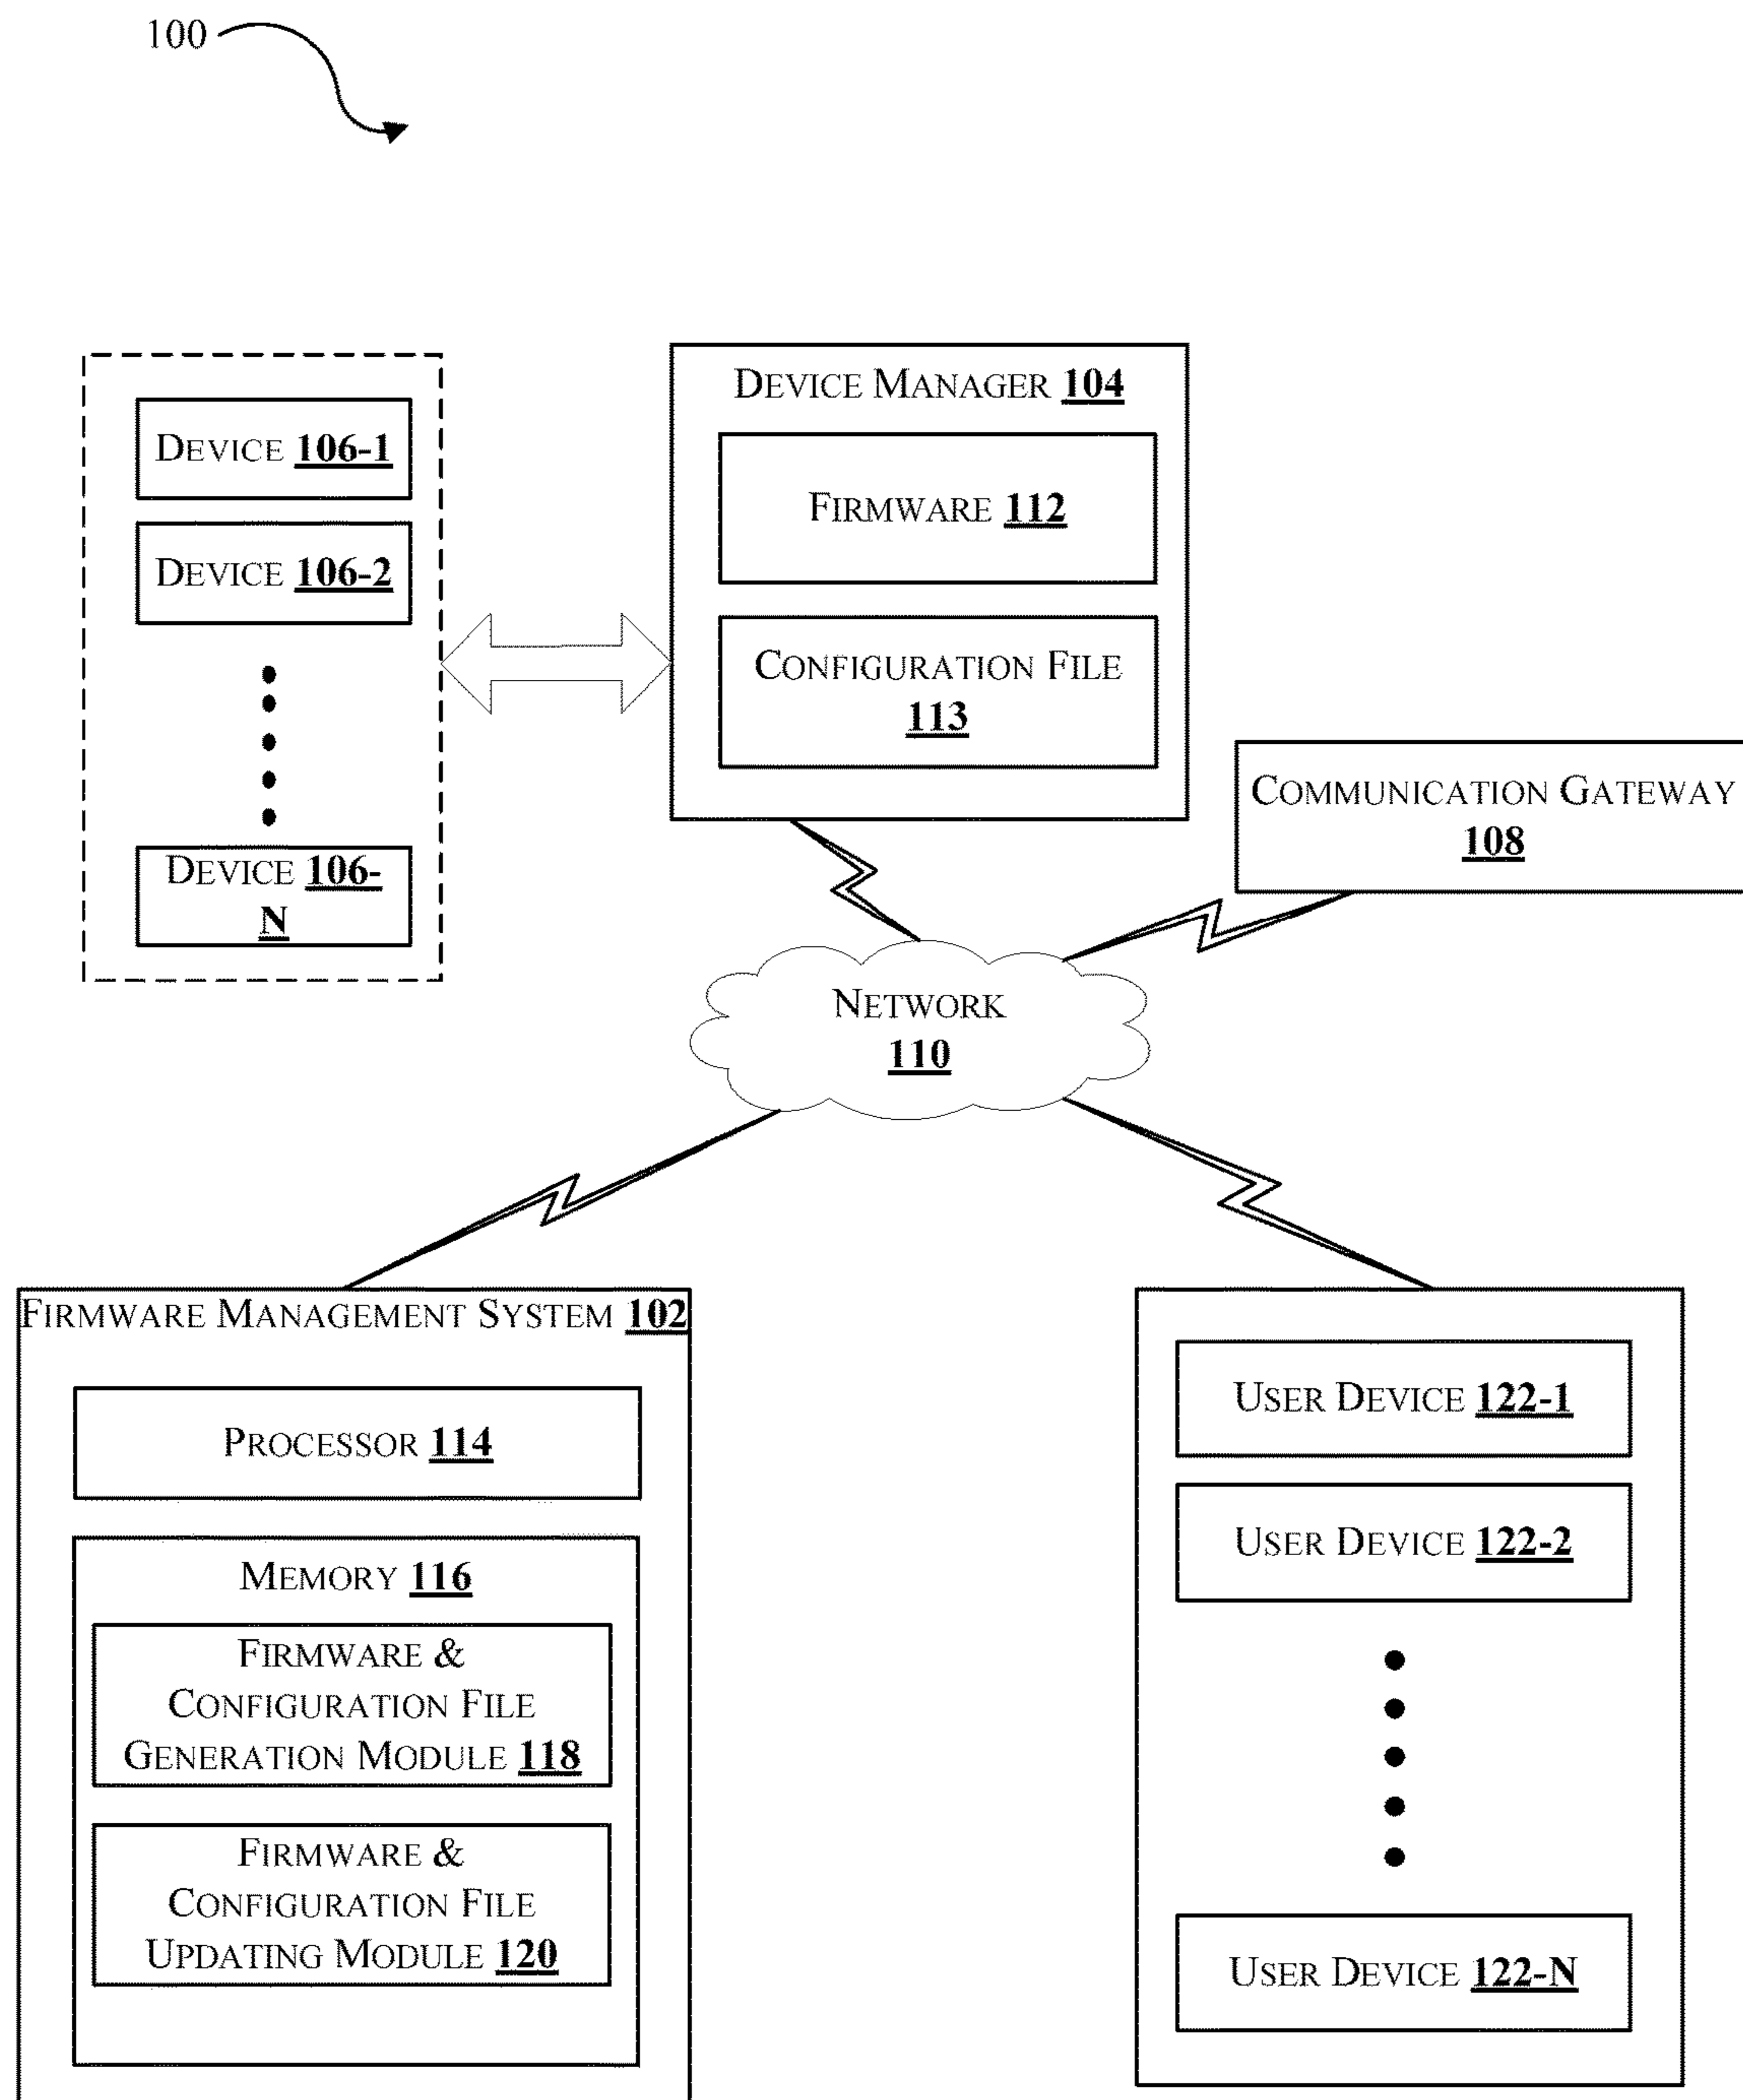 100
DEVICE 106-1
DEVICE 106-2
DEVICE 106-
N
DEVICE MANAGER 104
FIRMWARE 112
CONFIGURATION FILE
113
COMMUNICATION GATEWAY
108
NETWORK
110
FIRMWARE MANAGEMENT SYSTEM 102
PROCESSOR 114
MEMORY 116
FIRMWARE &
CONFIGURATION FILE
GENERATION MODULE 118
FIRMWARE &
CONFIGURATION FILE
UPDATING MODULE 120
USER DEVICE 122-1
USER DEVICE 122-2
USER DEVICE 122-N